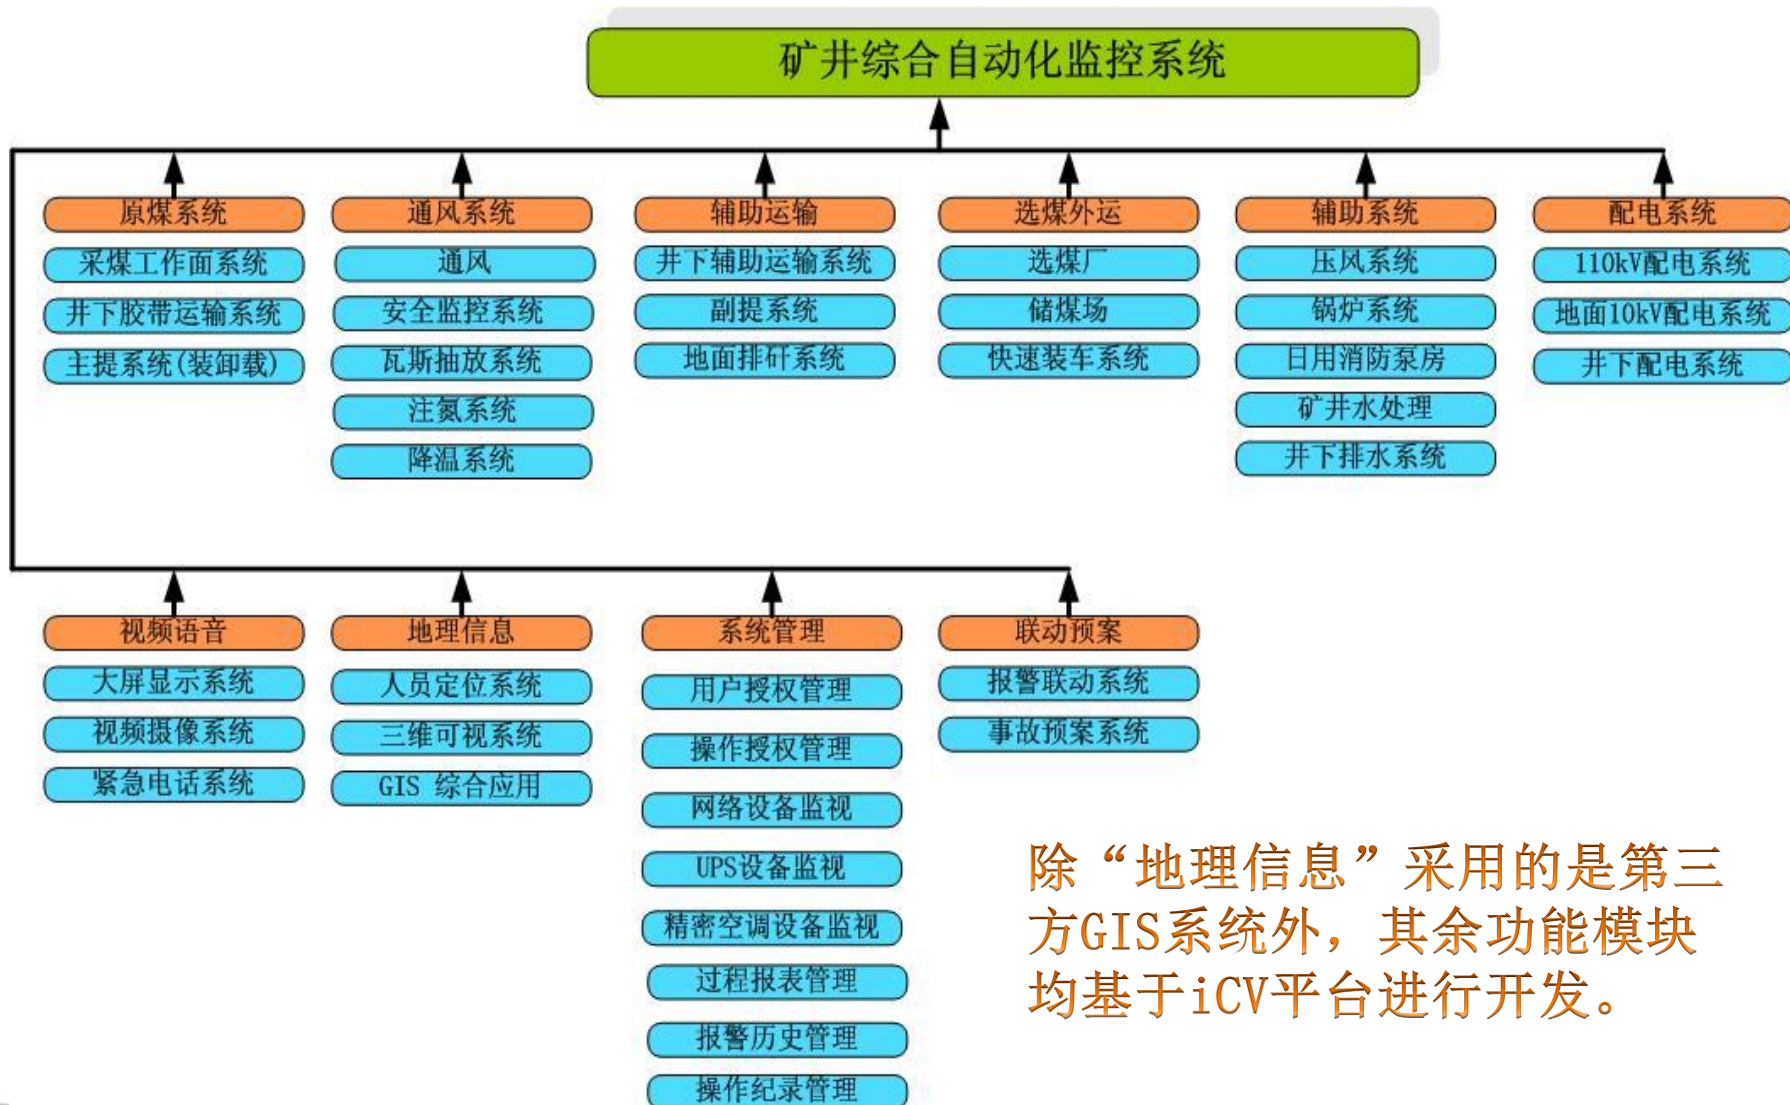 矿井综合自动化监控系统
原煤系统
采煤工作面系统
井下胶带运输系统
主提系统(装卸载)
通风系统
通风
安全监控系统
瓦斯抽放系统
注氮系统
降温系统
辅助运输
井下辅助运输系统
副提系统
地面排矸系统
选煤外运
选煤厂
储煤场
快速装车系统
辅助系统
压风系统
锅炉系统
日用消防泵房
矿井水处理
井下排水系统
配电系统
110kV配电系统
地面10kV配电系统
井下配电系统
视频语音
大屏显示系统
视频摄像系统
紧急电话系统
地理信息
人员定位系统
三维可视系统
GIS 综合应用
系统管理
用户授权管理
操作授权管理
网络设备监视
UPS设备监视
精密空调设备监视
过程报表管理
报警历史管理
操作纪录管理
联动预案
报警联动系统
事故预案系统
除“地理信息”采用的是第三
方GIS系统外，其余功能模块
均基于iCV平台进行开发。